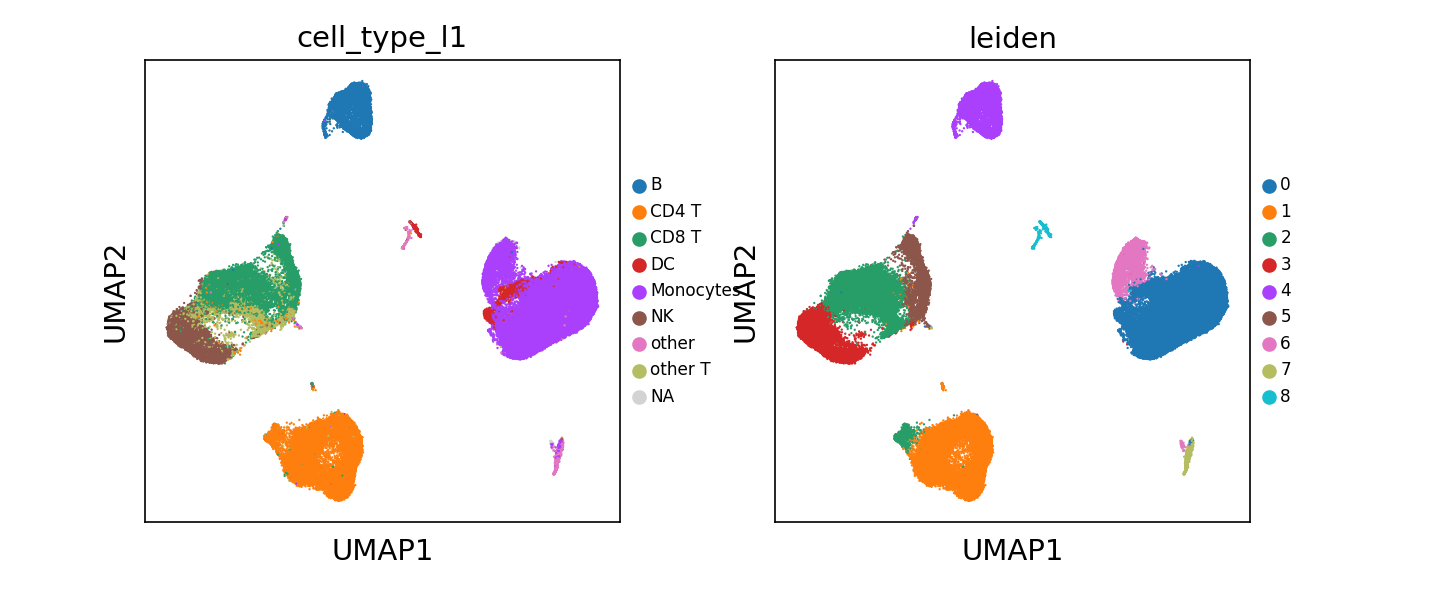 cell_type_l1
UMAP2
UMAP1
B
CD4 T
CD8 T
DC
Monocytes
NK
other
other T
NA
leiden
UMAP2
UMAP1
0
1
2
3
4
5
6
7
8